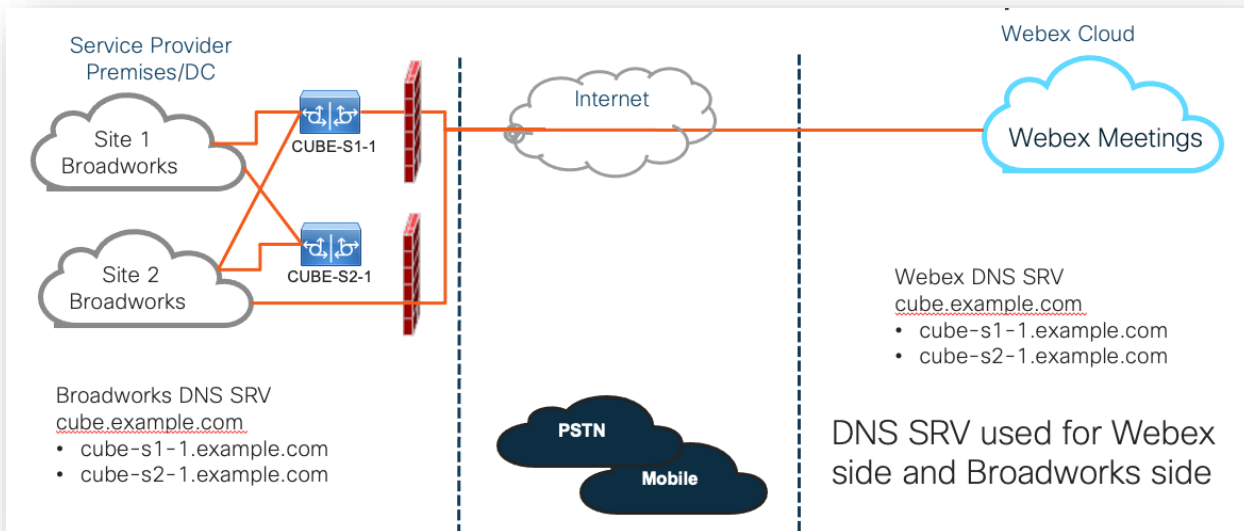 Service Provider
Premises/DC
Site 1
Broadworks
CUBE-S1-1
Site 2
Broadworks
CUBE-S2-1
Internet
Webex Cloud
Webex Meetings
Broadworks DNS SRV
cube.example.com
• cube-s1-1.example.com
• cube-s2-1.example.com
PSTN
Mobile
Webex DNS SRV
cube.example.com
• cube-s1-1.example.com
• cube-s2-1.example.com
DNS SRV used for Webex
side and Broadworks side